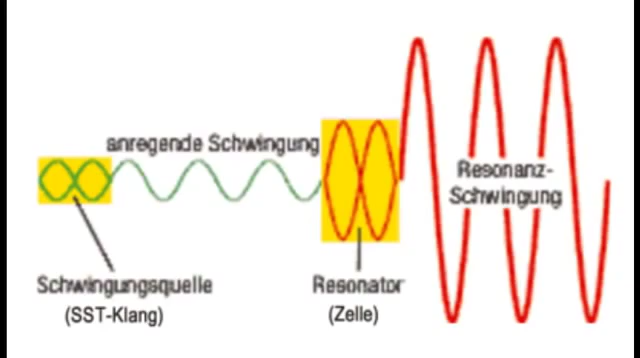 anregende Schwingung
Resonanz-
Schwingung
Schwingungsquelle
(SST-Klang)
Resonator
(Zelle)